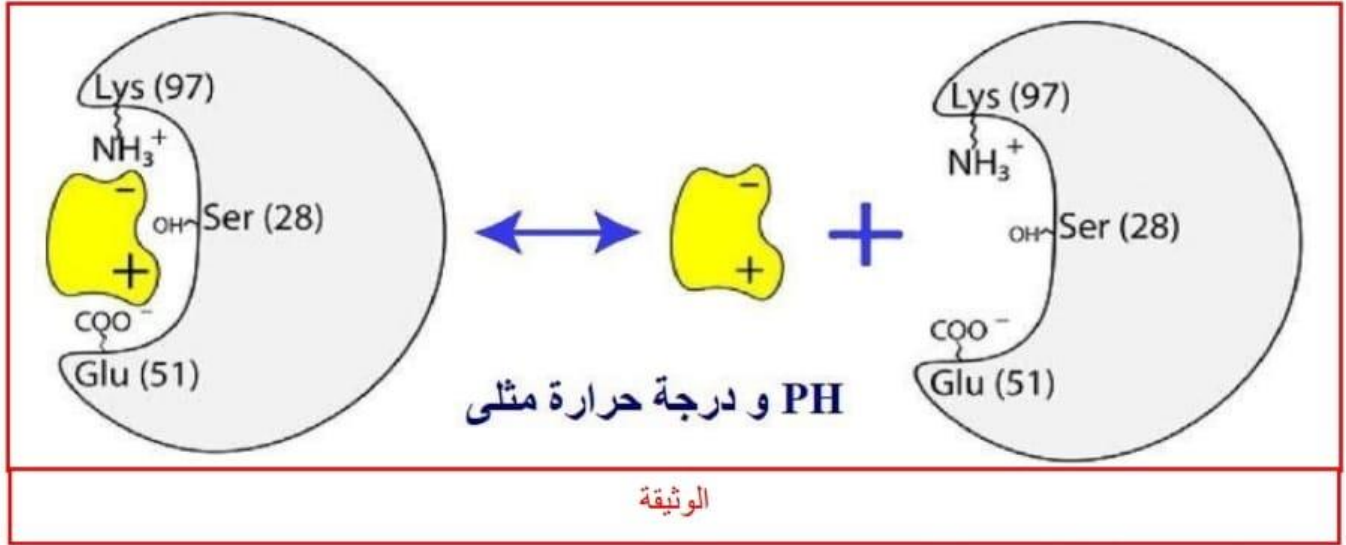 Lys (97)
NH₃⁺
−
OH Ser (28)
+
COO⁻
Glu (51)
−
+
+
Lys (97)
NH₃⁺
OH Ser (28)
COO⁻
Glu (51)
PH و درجة حرارة مثلى
الوثيقة